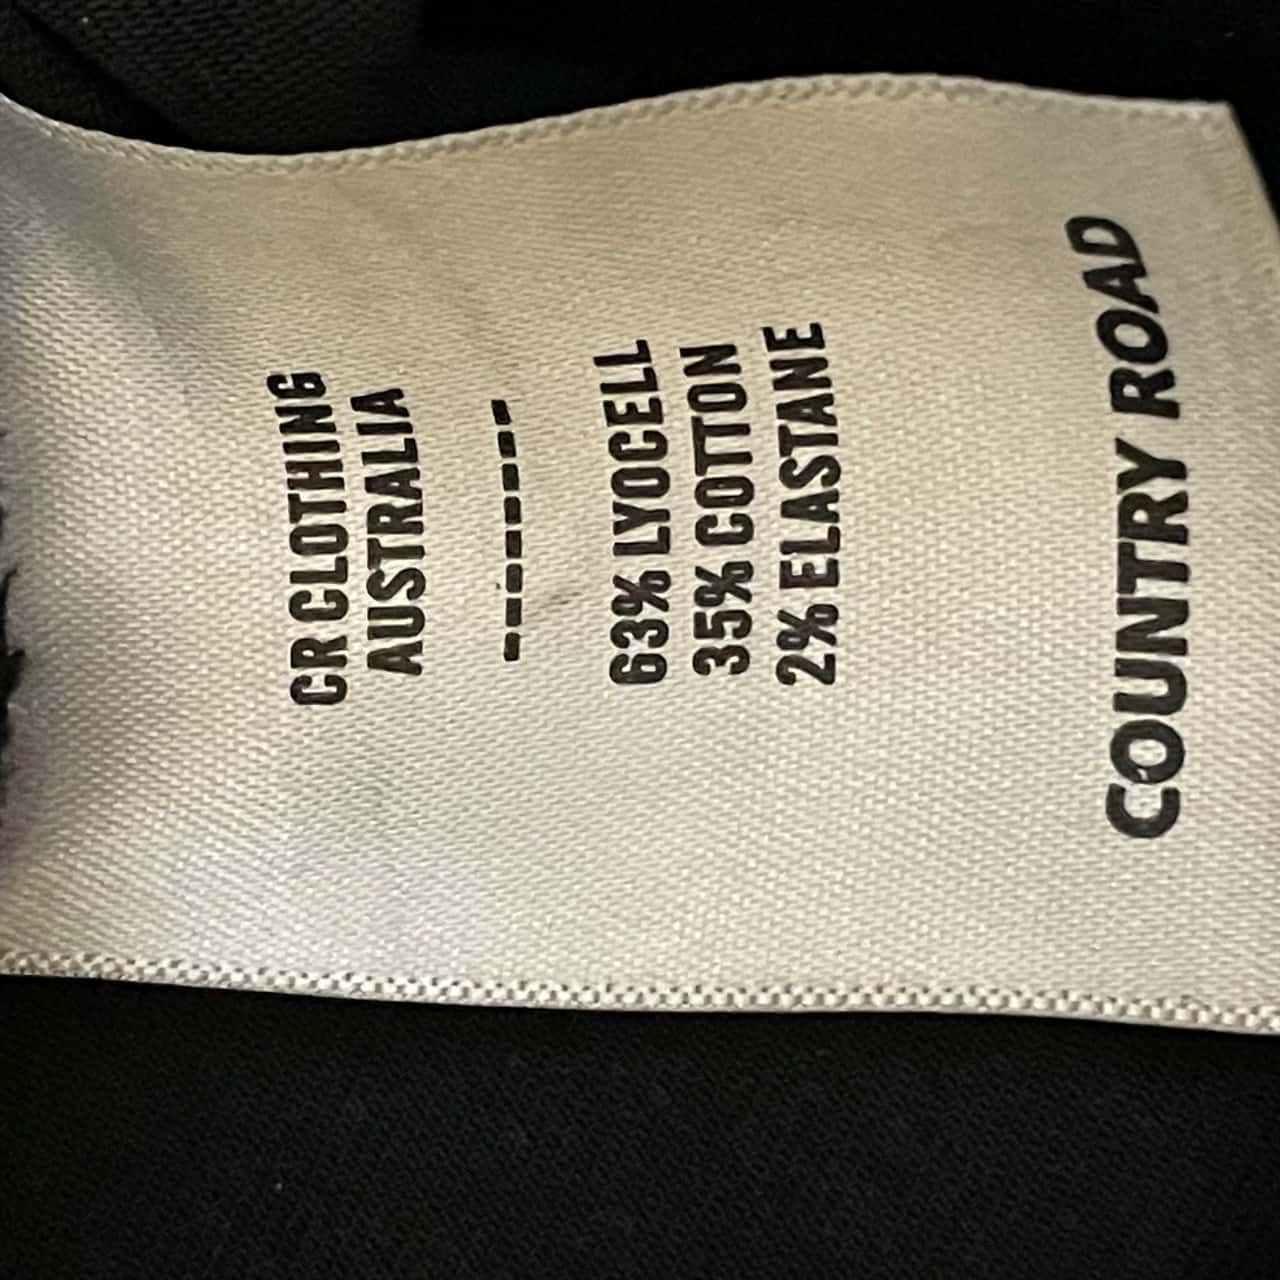 CR CLOTHING
AUSTRALIA
--------
63% LYOCELL
35% COTTON
2% ELASTANE
COUNTRY ROAD